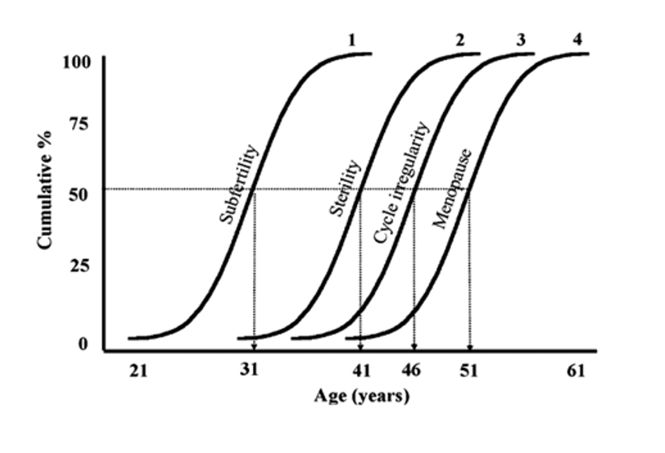 1 2 3 4
100
75
50
25
0
Cumulative %
Subfertility
Sterility
Cycle irregularity
Menopause
21 31 41 46 51 61
Age (years)